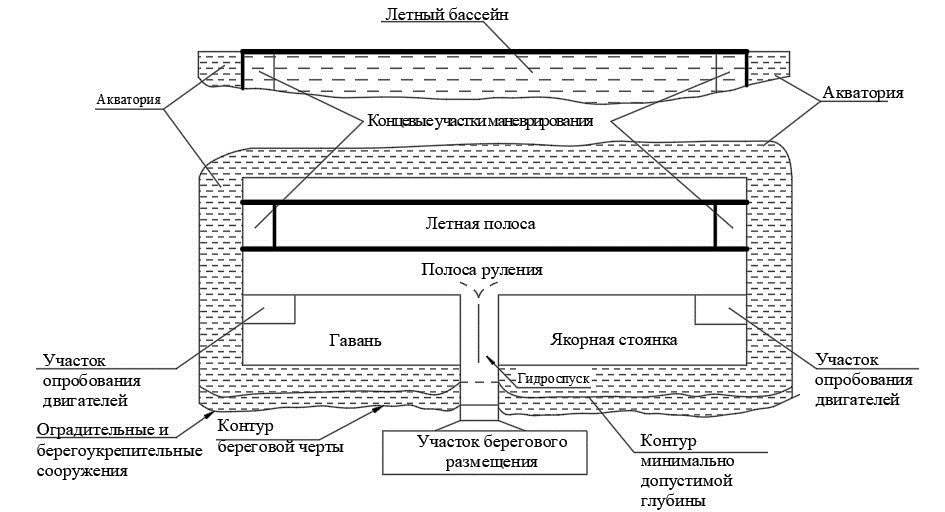 Летный бассейн
Акватория
Акватория
Концевые участки маневрирования
Летная полоса
Полоса руления
Гавань
Якорная стоянка
Участок
опробования
двигателей
Гидроспуск
Участок
опробования
двигателей
Оградительные и
берегоукрепительные
сооружения
Контур
береговой черты
Участок берегового
размещения
Контур
минимально
допустимой
глубины